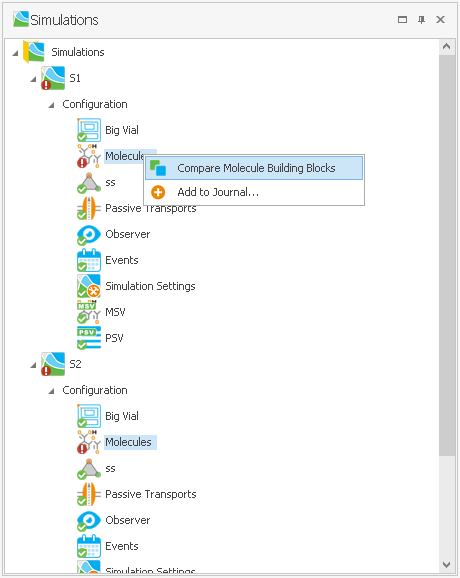 Simulations
Simulations
S1
Configuration
Big Vial
Molecule
Compare Molecule Building Blocks
ss
Add to Journal...
Passive Transports
Observer
Events
Simulation Settings
MSV
MSV
PSV
PSV
S2
Configuration
Big Vial
Molecules
ss
Passive Transports
Observer
Events
Simulation Settings